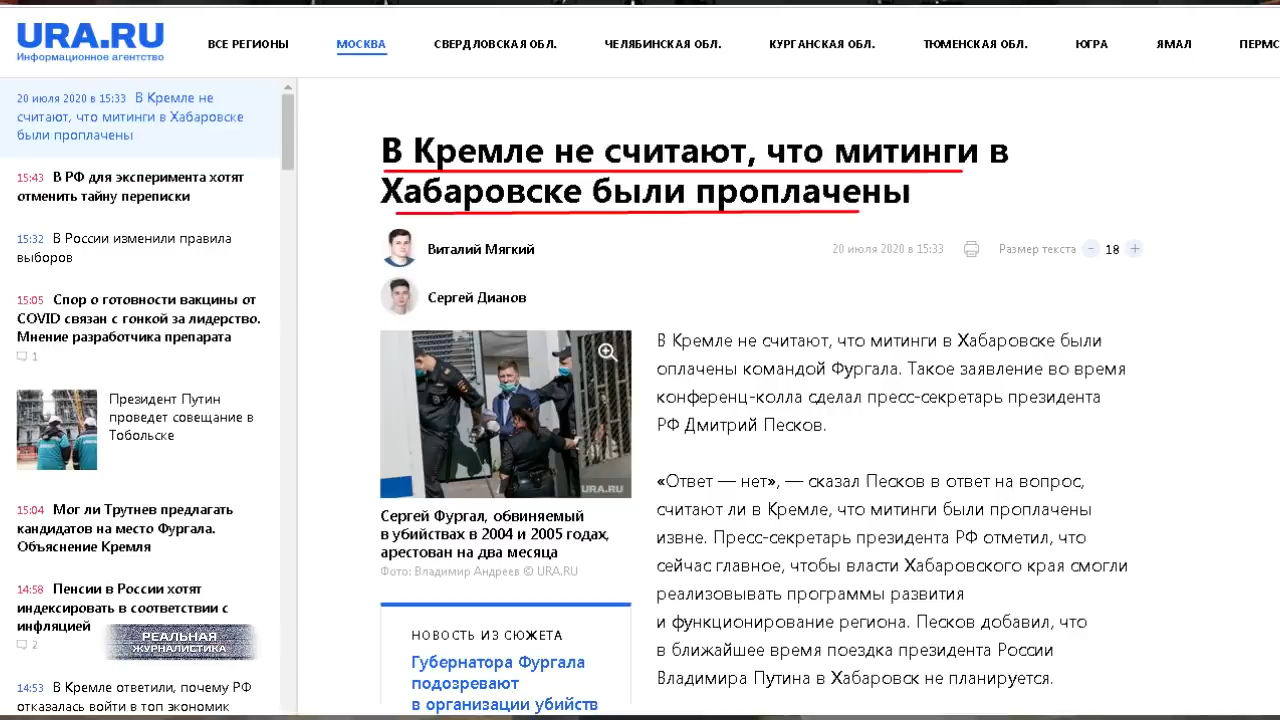 URA.RU
Информационное агентство
ВСЕ РЕГИОНЫ
МОСКВА
СВЕРДЛОВСКАЯ ОБЛ.
ЧЕЛЯБИНСКАЯ ОБЛ.
КУРГАНСКАЯ ОБЛ.
ТЮМЕНСКАЯ ОБЛ.
ЮГРА
ЯМАЛ
ПЕРМС
20 июля 2020 в 15:33 В Кремле не
считают, что митинги в Хабаровске
были проплачены
15:43 В РФ для эксперимента хотят
отменить тайну переписки
15:32 В России изменили правила
выборов
15:05 Спор о готовности вакцины от
COVID связан с гонкой за лидерство.
Мнение разработчика препарата
1
Президент Путин
проведет совещание в
Тобольске
15:04 Мог ли Трутнев предлагать
кандидатов на место Фургала.
Объяснение Кремля
14:58 Пенсии в России хотят
индексировать в соответствии с
инфляцией
2
РЕАЛЬНАЯ
ЖУРНАЛИСТИКА
14:53 В Кремле ответили, почему РФ
отказалась войти в топ экономик
В Кремле не считают, что митинги в
Хабаровске были проплачены
Виталий Мягкий
20 июля 2020 в 15:33
Размер текста - 18 +
Сергей Дианов
URA.RU
Сергей Фургал, обвиняемый
в убийствах в 2004 и 2005 годах,
арестован на два месяца
Фото: Владимир Андреев © URA.RU
НОВОСТЬ ИЗ СЮЖЕТА
Губернатора Фургала
подозревают
в организации убийств
В Кремле не считают, что митинги в Хабаровске были
оплачены командой Фургала. Такое заявление во время
конференц-колла сделал пресс-секретарь президента
РФ Дмитрий Песков.
«Ответ — нет», — сказал Песков в ответ на вопрос,
считают ли в Кремле, что митинги были проплачены
извне. Пресс-секретарь президента РФ отметил, что
сейчас главное, чтобы власти Хабаровского края смогли
реализовывать программы развития
и функционирование региона. Песков добавил, что
в ближайшее время поездка президента России
Владимира Путина в Хабаровск не планируется.